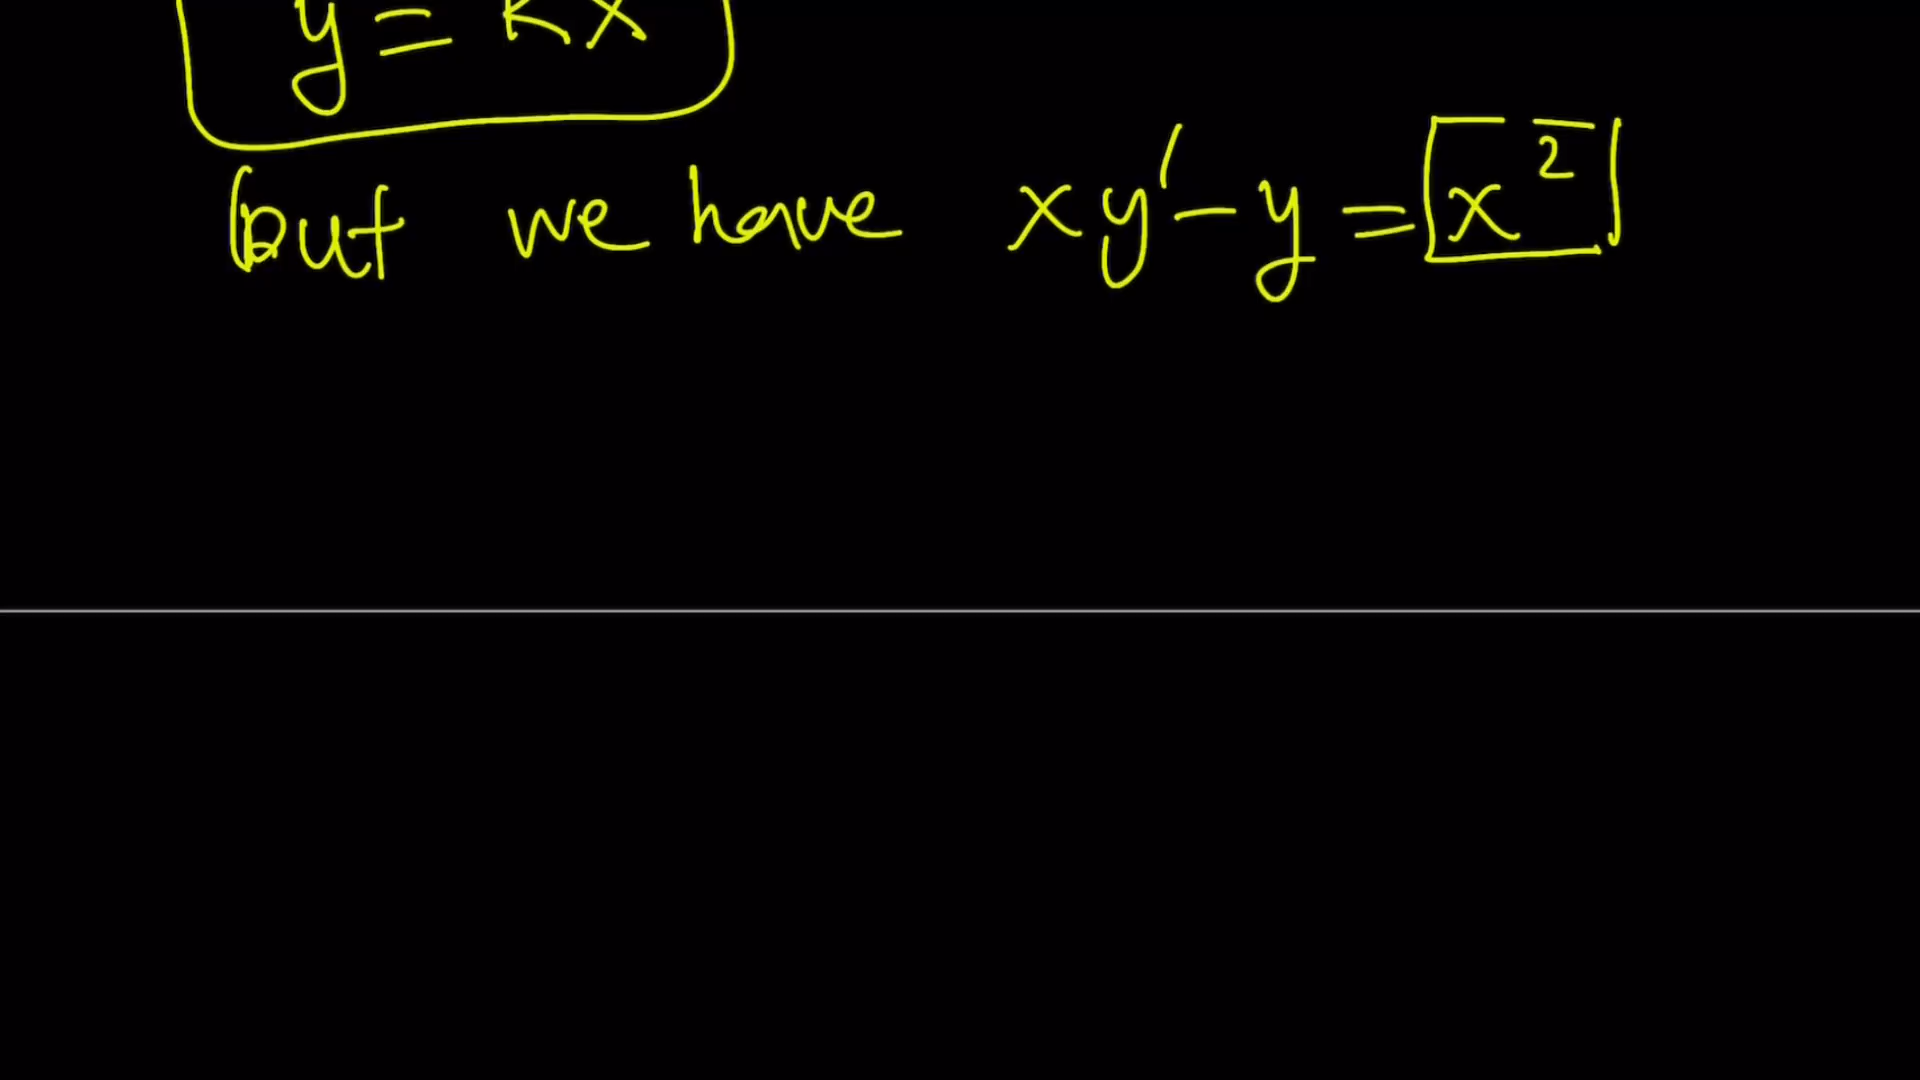 y = kx
but we have xy' - y = x²